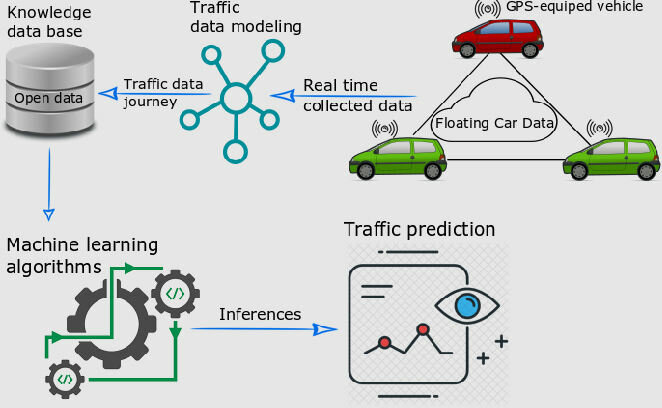 Knowledge
data base
Open data
Traffic data
journey
Traffic
data modeling
Real time
collected data
GPS-equiped vehicle
Floating Car Data
Machine learning
algorithms
</>
</>
Inferences
Traffic prediction